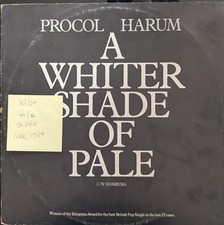 PROCOL HARUM
A
WHITER
SHADE
OF
PALE
C/W HOMBURG
Winner of the Britannia Award for the best British Pop Single in the last 25 years.